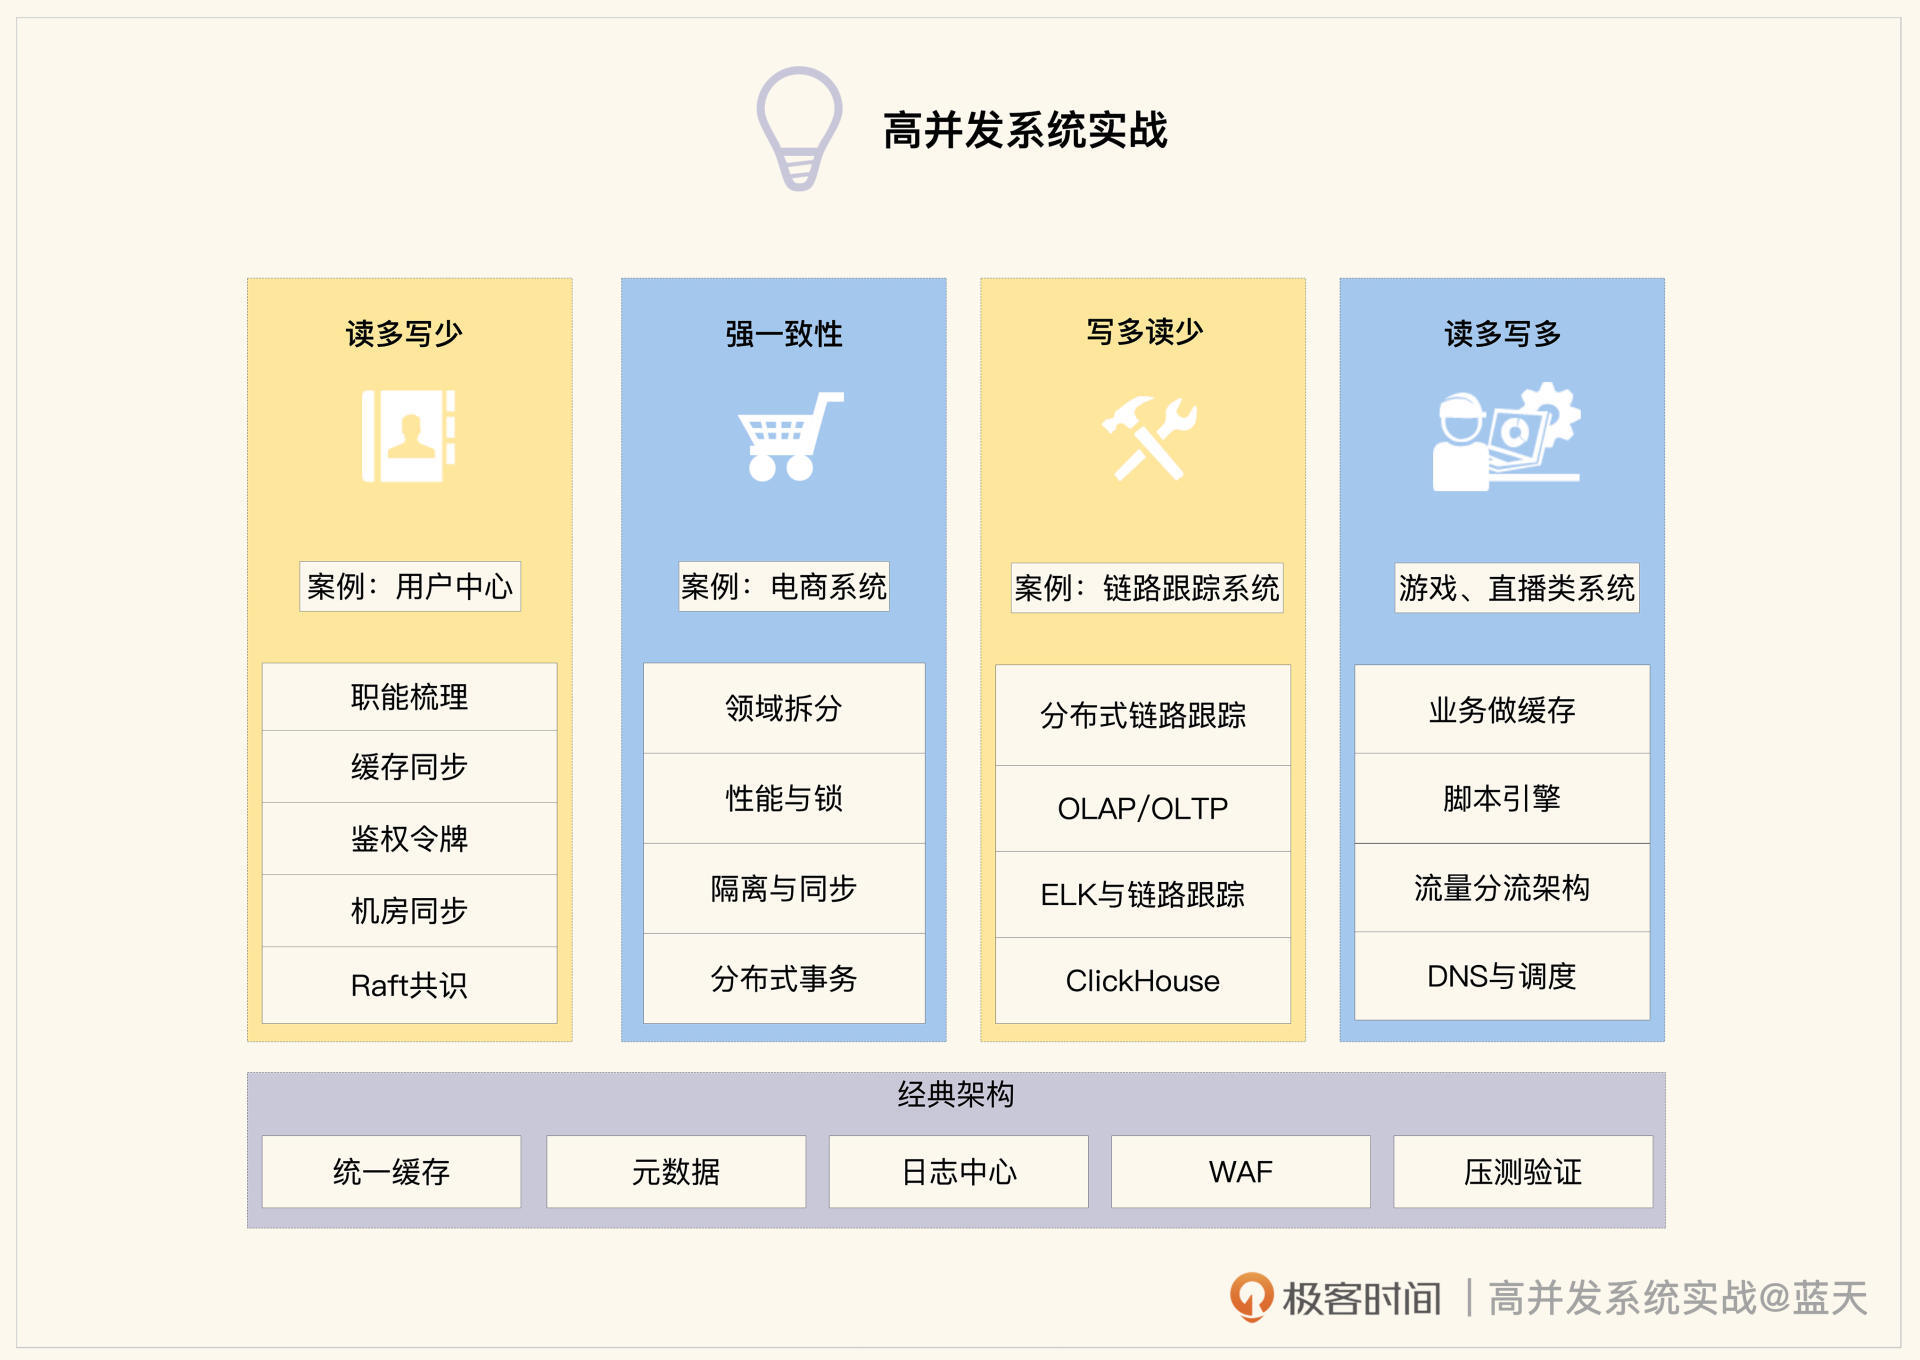 高并发系统实战
读多写少
案例：用户中心
职能梳理
缓存同步
鉴权令牌
机房同步
Raft共识
强一致性
案例：电商系统
领域拆分
性能与锁
隔离与同步
分布式事务
写多读少
案例：链路跟踪系统
分布式链路跟踪
OLAP/OLTP
ELK与链路跟踪
ClickHouse
读多写多
游戏、直播类系统
业务做缓存
脚本引擎
流量分流架构
DNS与调度
经典架构
统一缓存
元数据
日志中心
WAF
压测验证
极客时间 | 高并发系统实战@蓝天